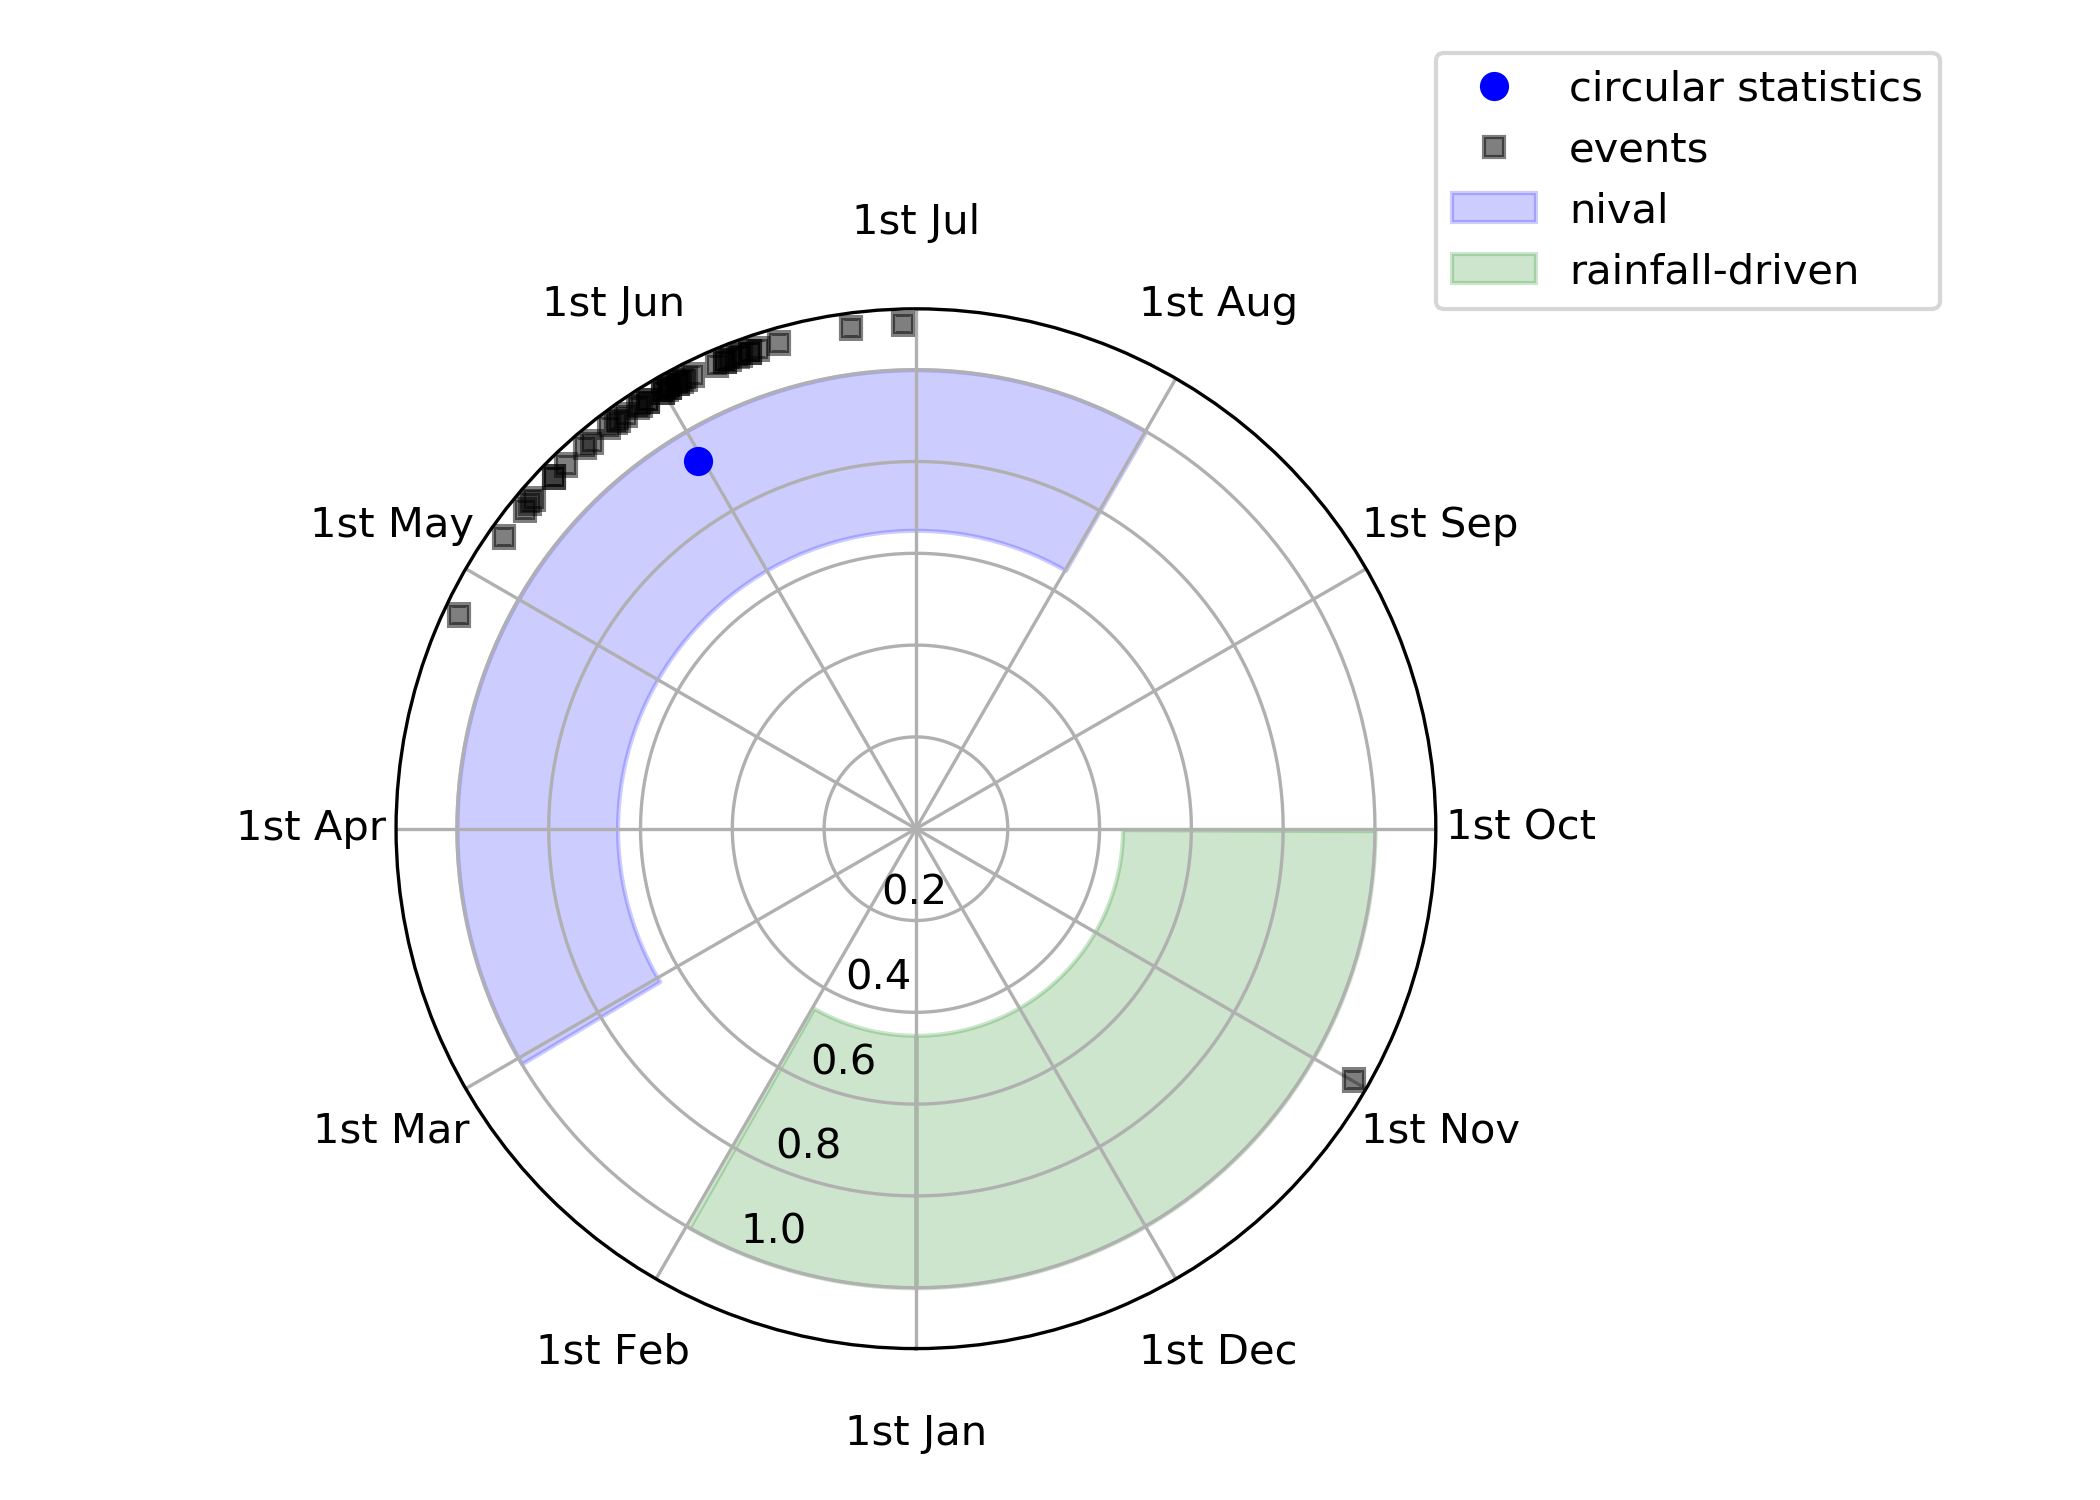 circular statistics
events
nival
rainfall-driven
1st Jul
1st Jun
1st Aug
1st May
1st Sep
1st Apr
1st Oct
0.2
0.4
0.6
0.8
1.0
1st Mar
1st Nov
1st Feb
1st Dec
1st Jan